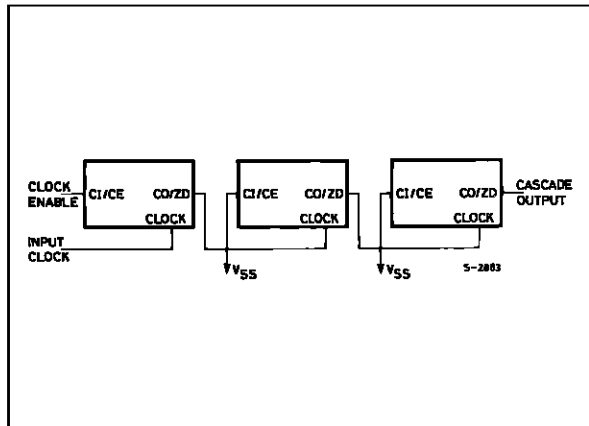 CLOCK
ENABLE
CI/CE CO/ZD
CLOCK
CI/CE CO/ZD
CLOCK
CI/CE CO/ZD
CLOCK
CASCADE
OUTPUT
INPUT
CLOCK
VSS
VSS
S-2863